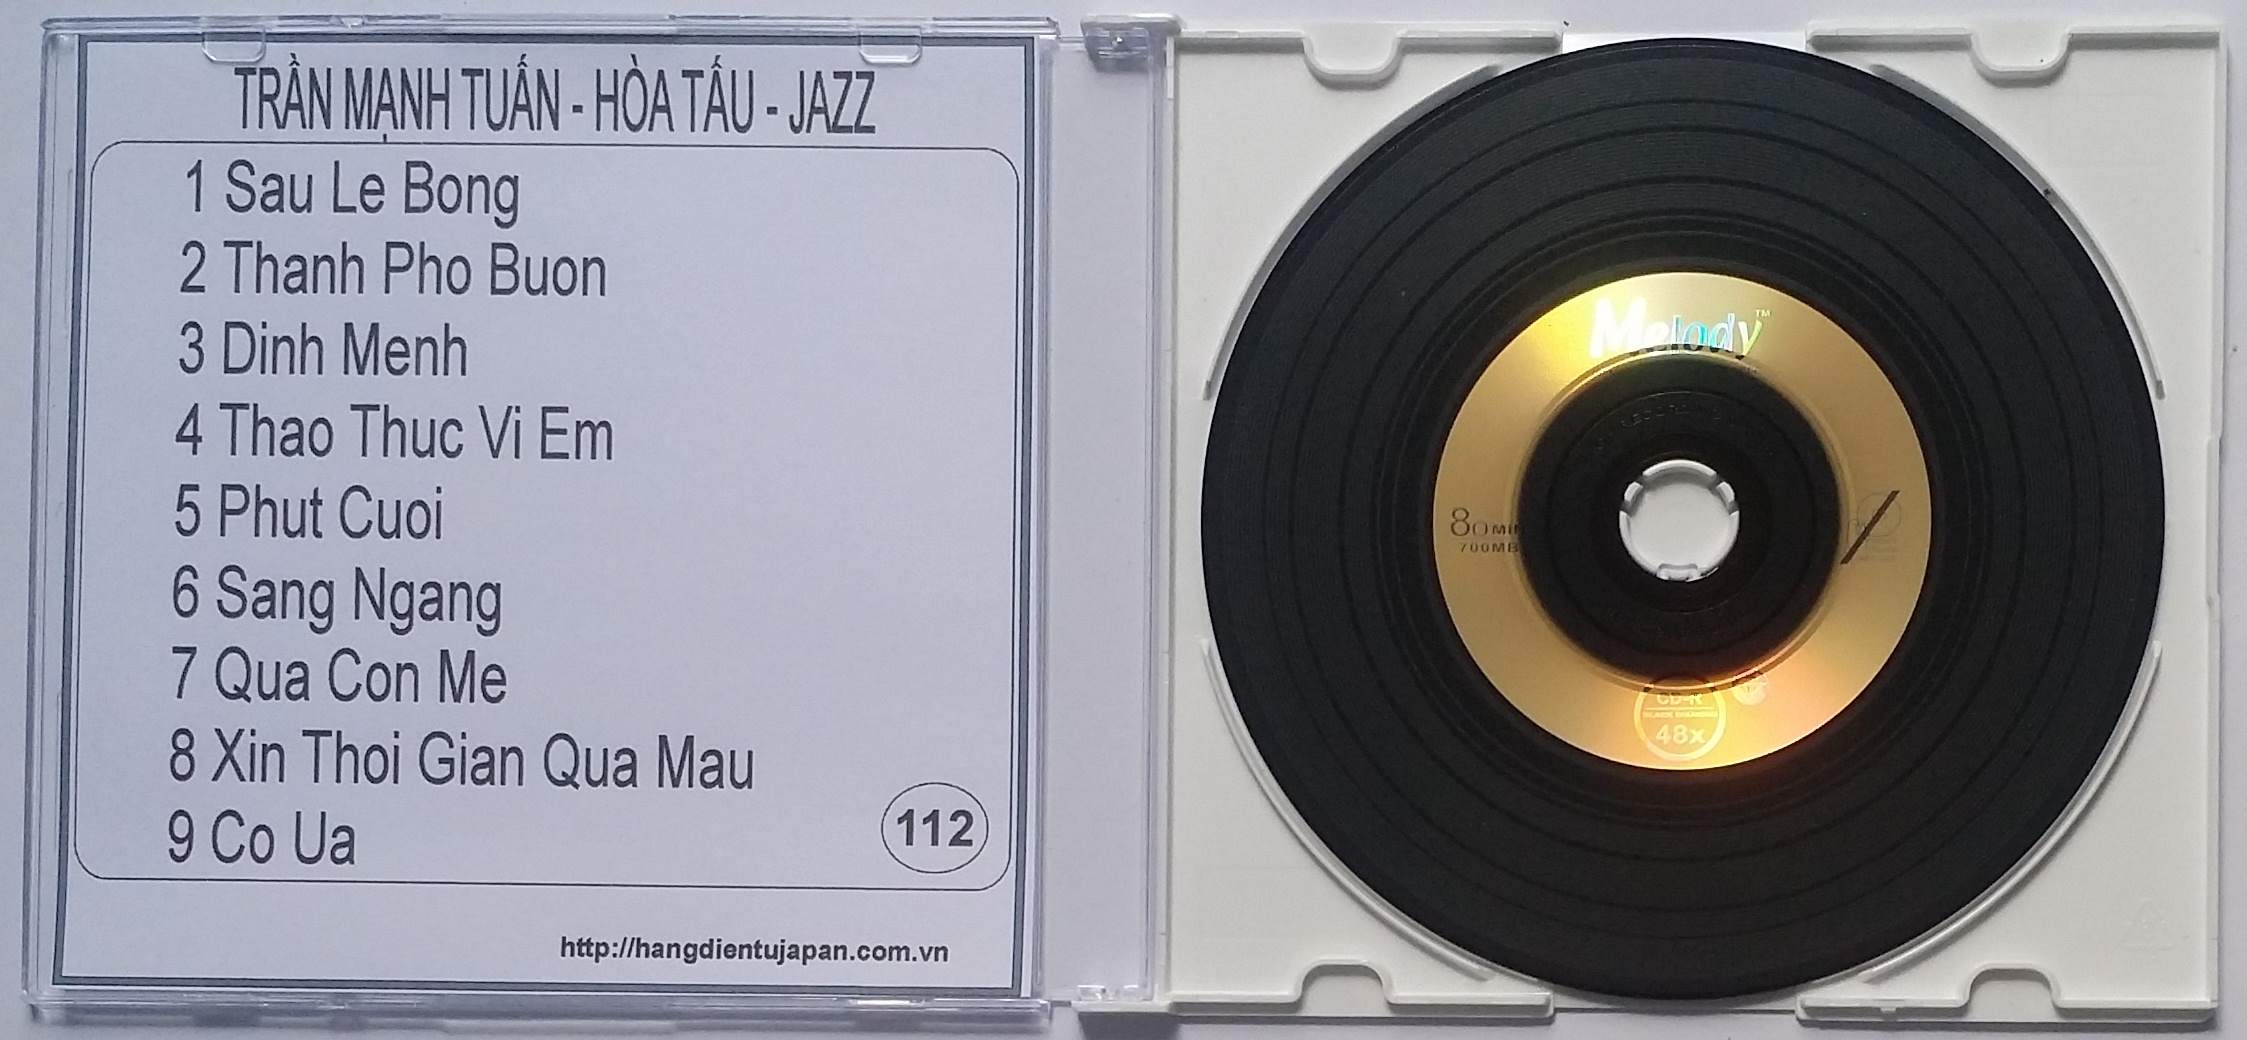 TRẦN MẠNH TUẤN - HÒA TẤU - JAZZ
1 Sau Le Bong
2 Thanh Pho Buon
3 Dinh Menh
4 Thao Thuc Vi Em
5 Phut Cuoi
6 Sang Ngang
7 Qua Con Me
8 Xin Thoi Gian Qua Mau
9 Co Ua
112
http://hangdientujapan.com.vn
Melody™
80 MIN
700MB
CD-R
48x